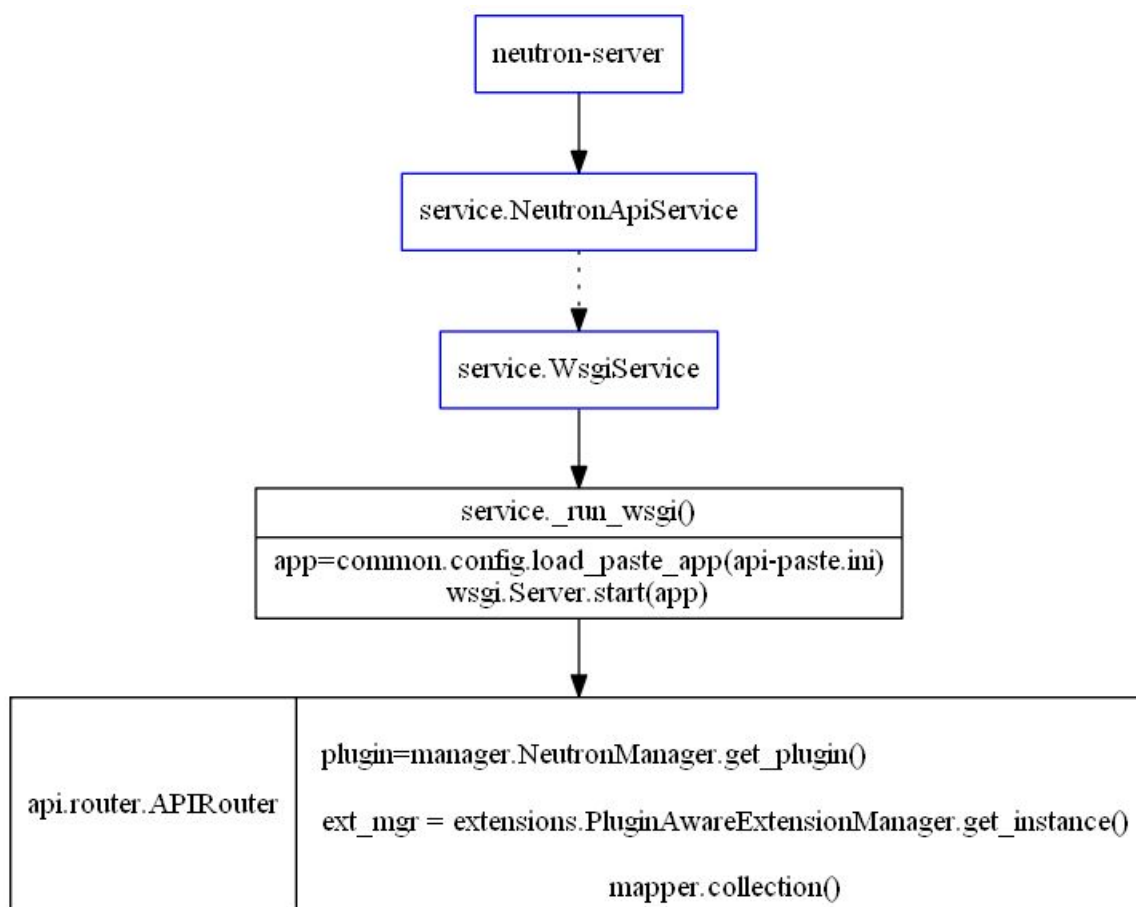 neutron-server
service.NeutronApiService
service.WsgiService
service._run_wsgi()
app=common.config.load_paste_app(api-paste.ini)
wsgi.Server.start(app)
api.router.APIRouter
plugin=manager.NeutronManager.get_plugin()
ext_mgr = extensions.PluginAwareExtensionManager.get_instance()
mapper.collection()